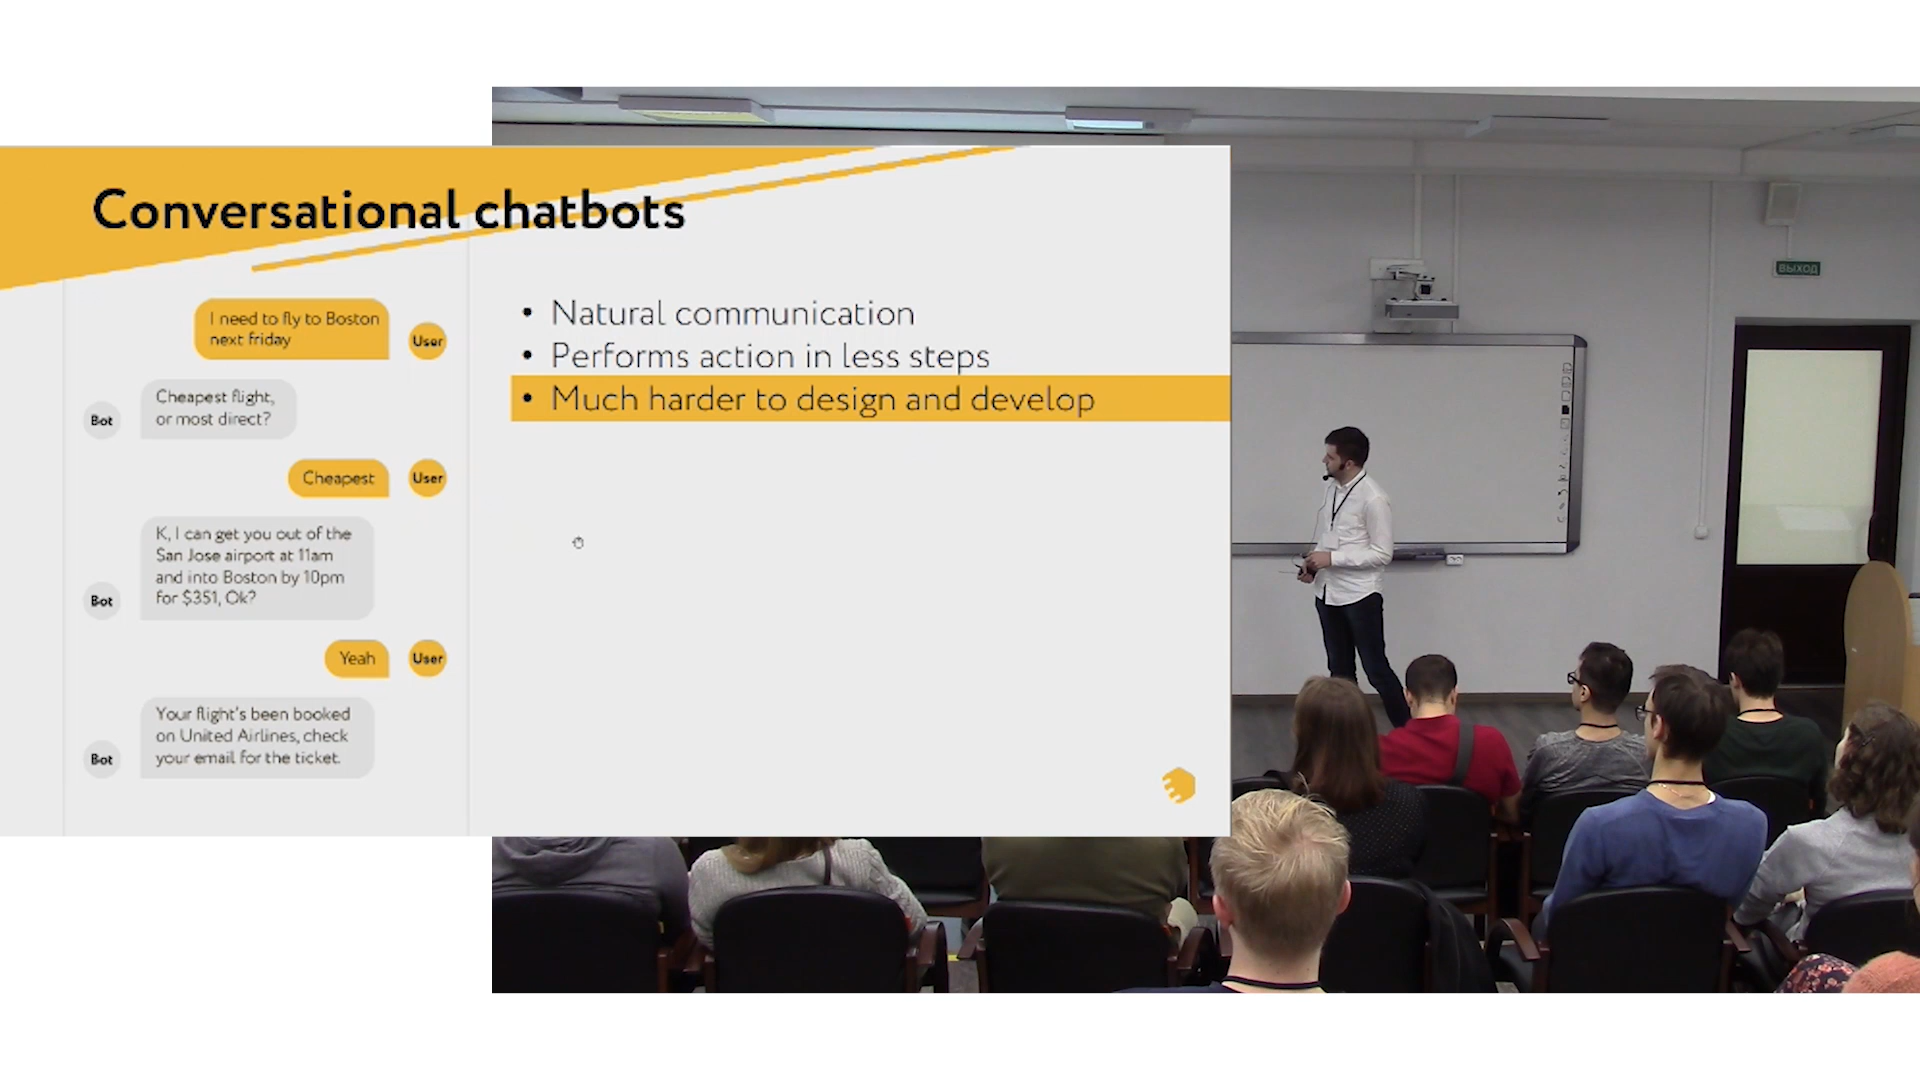 Conversational chatbots
I need to fly to Boston
next friday
User
Cheapest flight,
or most direct?
Bot
Cheapest
User
K, I can get you out of the
San Jose airport at 11am
and into Boston by 10pm
for $351, Ok?
Bot
Yeah
User
Your flight's been booked
on United Airlines, check
your email for the ticket.
Bot
• Natural communication
• Performs action in less steps
• Much harder to design and develop
ВЫХОД